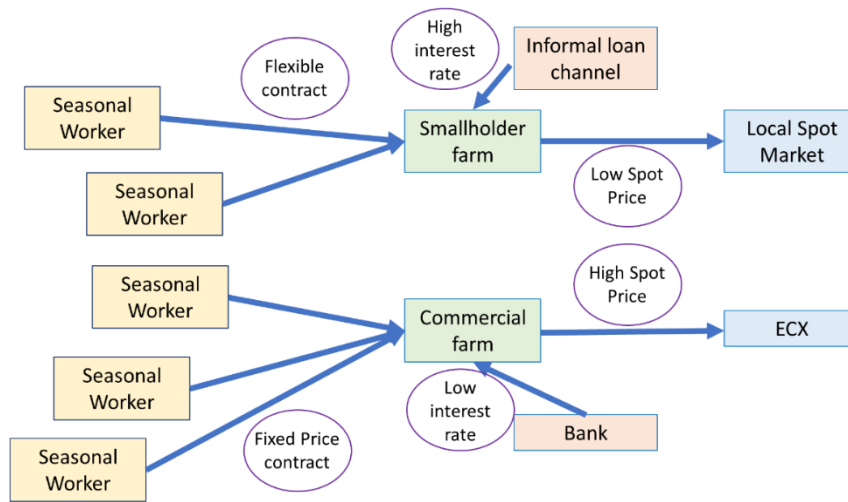 High
interest
rate
Informal loan
channel
Flexible
contract
Seasonal
Worker
Smallholder
farm
Local Spot
Market
Seasonal
Worker
Low Spot
Price
Seasonal
Worker
High Spot
Price
Commercial
farm
ECX
Seasonal
Worker
Low
interest
rate
Bank
Seasonal
Worker
Fixed Price
contract